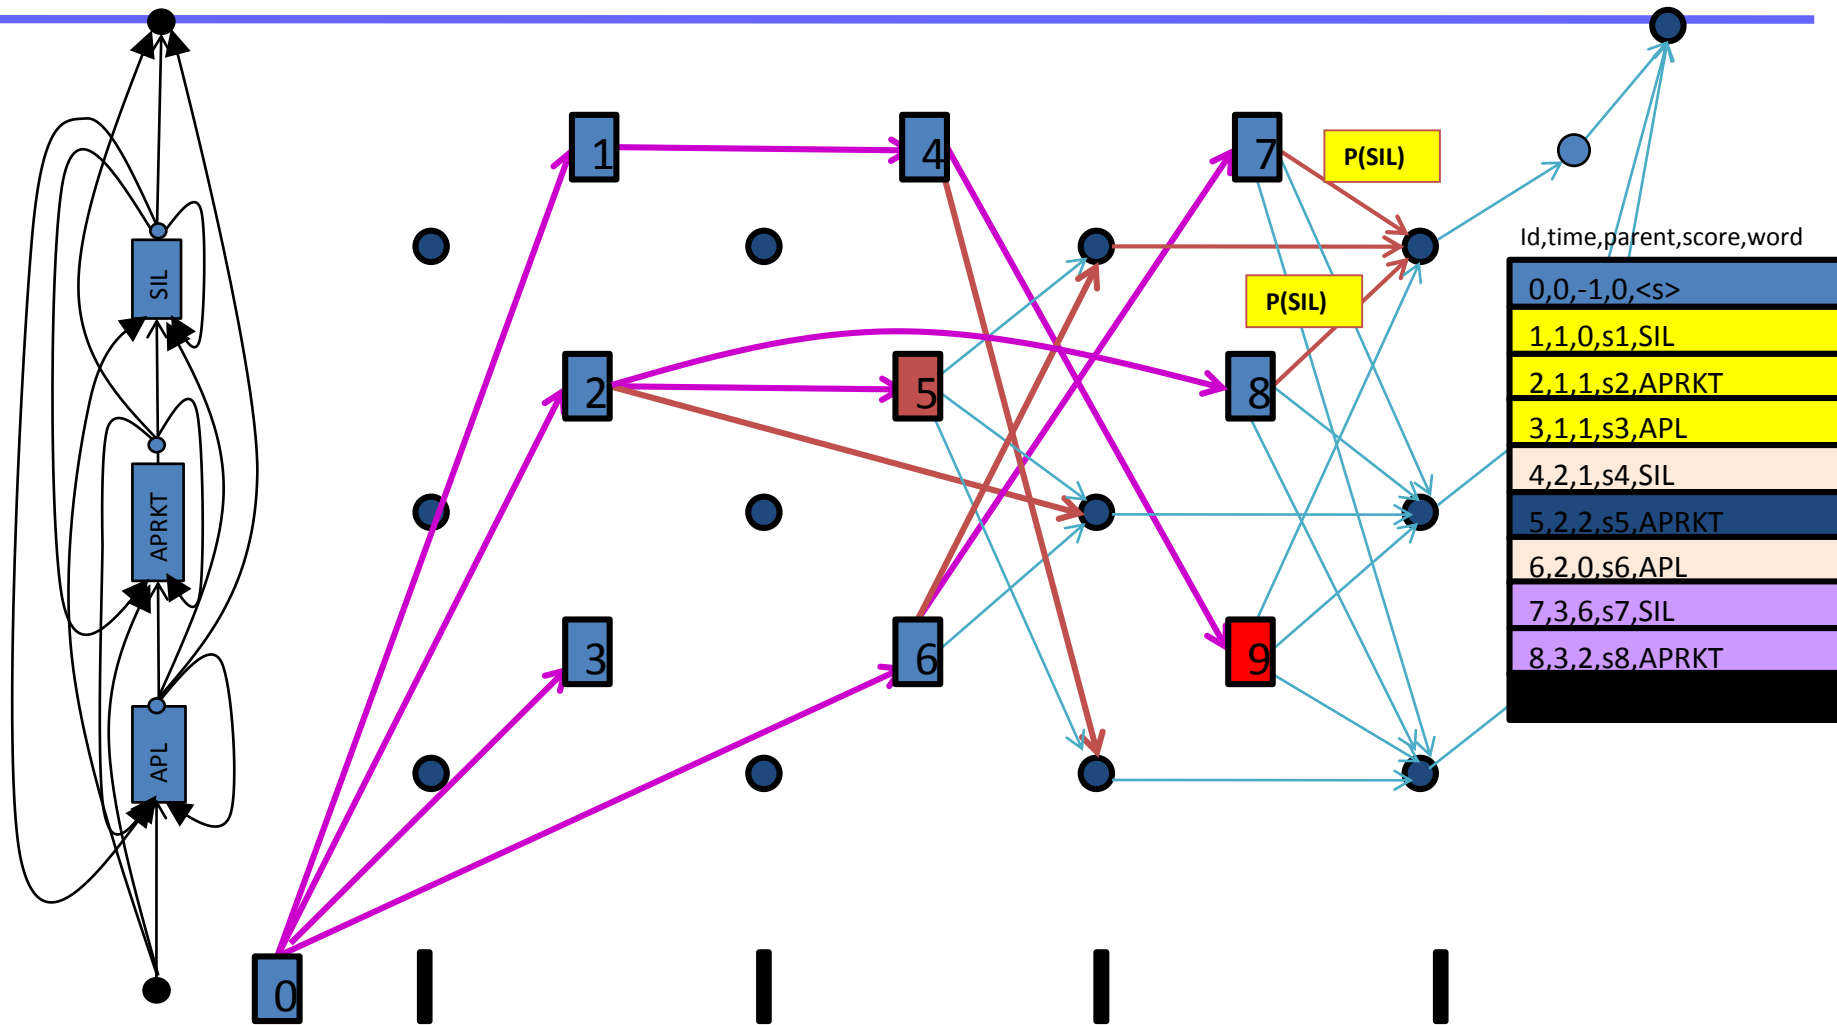 SIL
APRKT
APL
0
1
2
3
4
5
6
7
8
9
P(SIL)
P(SIL)
Id,time,parent,score,word
0,0,-1,0,<s>
1,1,0,s1,SIL
2,1,1,s2,APRKT
3,1,1,s3,APL
4,2,1,s4,SIL
5,2,2,s5,APRKT
6,2,0,s6,APL
7,3,6,s7,SIL
8,3,2,s8,APRKT